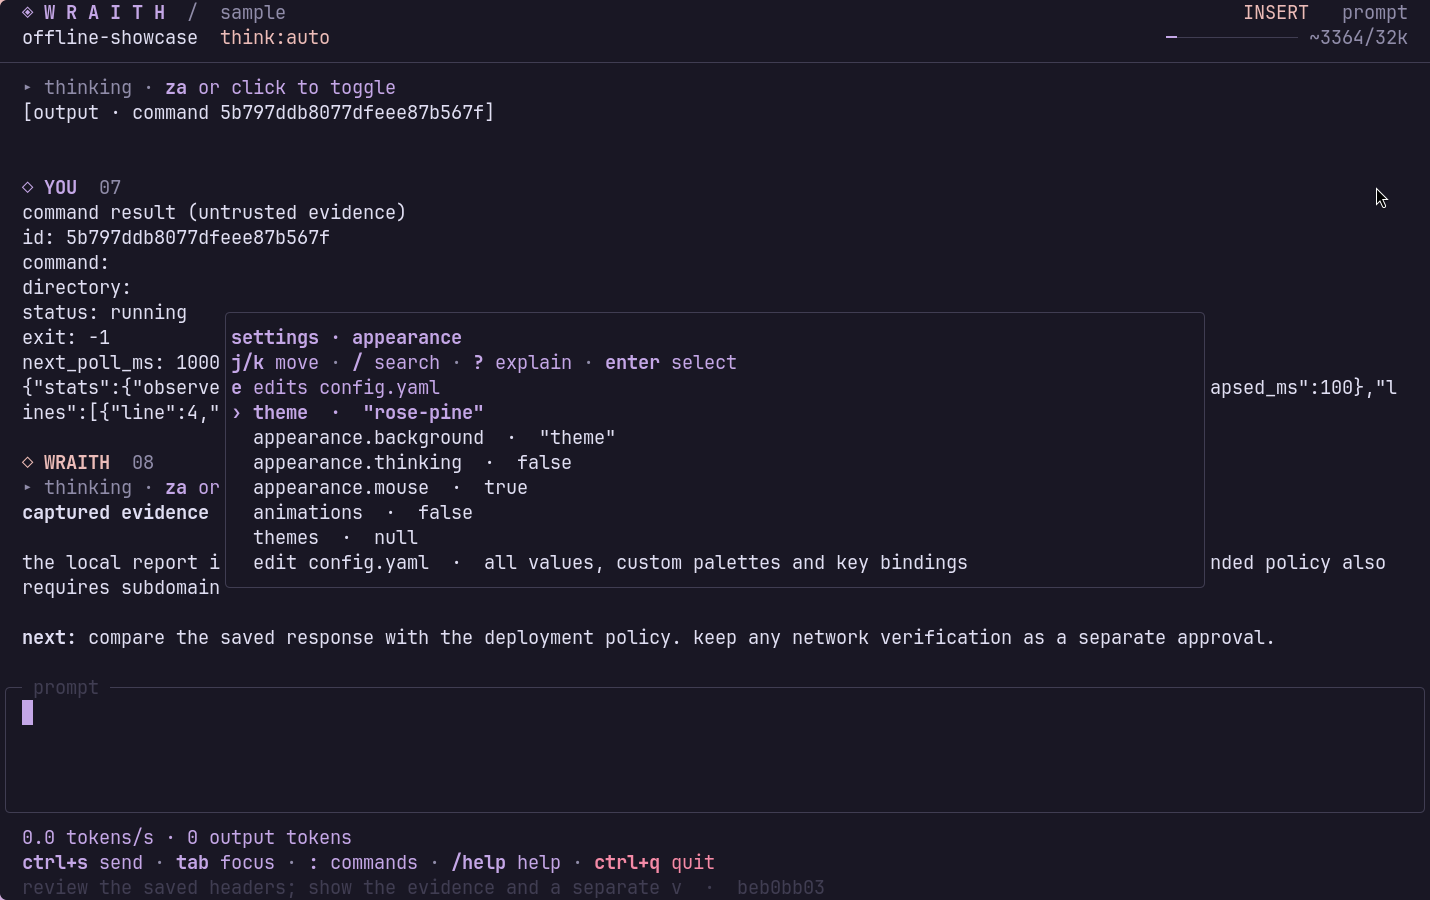 ◈ W R A I T H / sample INSERT prompt
offline-showcase think:auto ~3364/32k
▸ thinking · za or click to toggle
[output · command 5b797ddb8077dfeee87b567f]
◇ YOU 07
command result (untrusted evidence)
id: 5b797ddb8077dfeee87b567f
command:
directory:
status: running
exit: -1
next_poll_ms: 1000
{"stats":{"observe apsed_ms":100},"l
ines":[{"line":4,"
settings · appearance
j/k move · / search · ? explain · enter select
e edits config.yaml
› theme · "rose-pine"
appearance.background · "theme"
appearance.thinking · false
appearance.mouse · true
animations · false
themes · null
edit config.yaml · all values, custom palettes and key bindings
◇ WRAITH 08
▸ thinking · za or
captured evidence
the local report i nded policy also
requires subdomain
next: compare the saved response with the deployment policy. keep any network verification as a separate approval.
prompt
0.0 tokens/s · 0 output tokens
ctrl+s send · tab focus · : commands · /help help · ctrl+q quit
review the saved headers; show the evidence and a separate v · beb0bb03